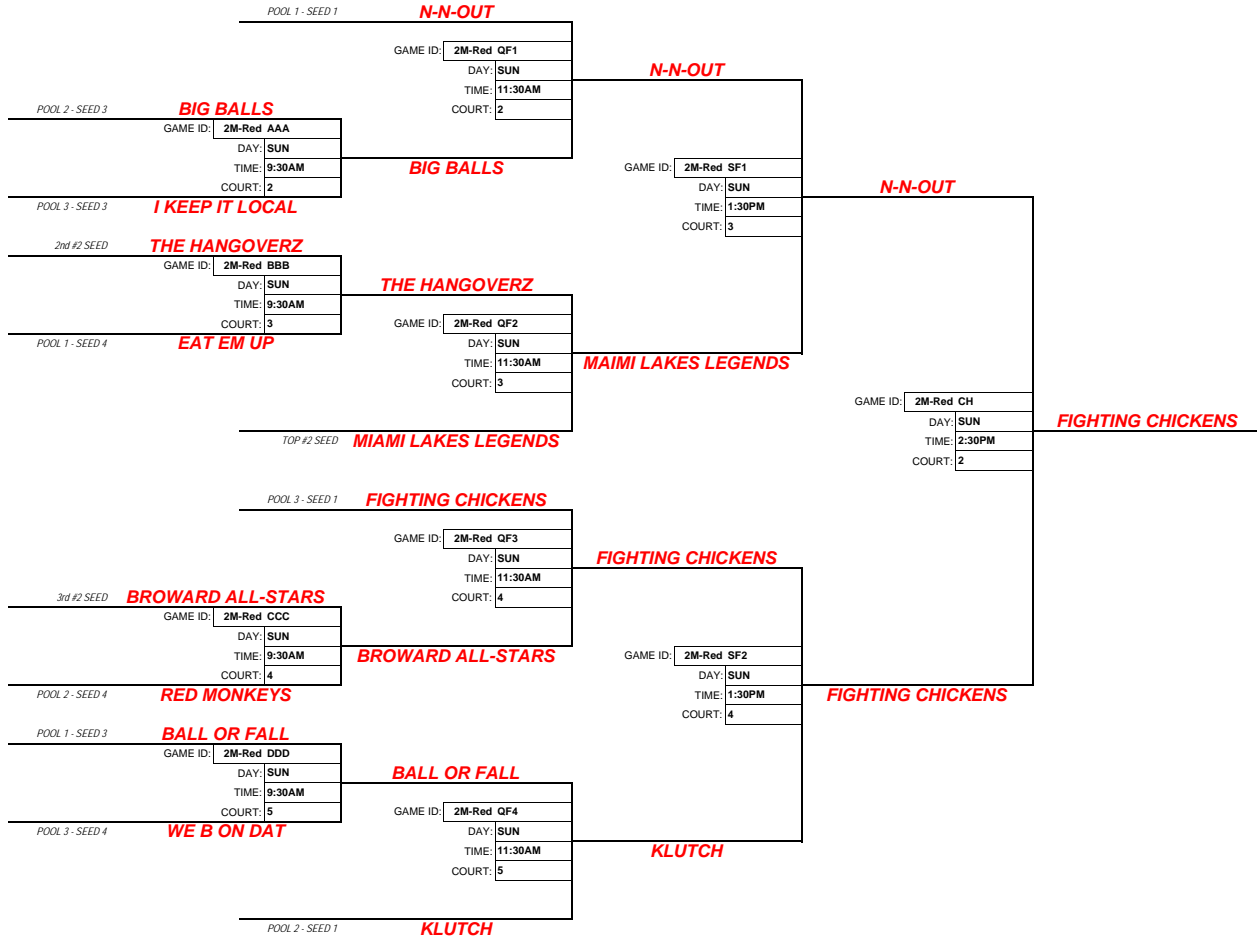 POOL 1 - SEED 1 N-N-OUT
GAME ID: 2M-Red QF1
DAY: SUN
N-N-OUT
TIME: 11:30AM
POOL 2 - SEED 3 BIG BALLS
COURT: 2
GAME ID: 2M-Red AAA
DAY: SUN
TIME: 9:30AM
BIG BALLS
GAME ID: 2M-Red SF1
COURT: 2
DAY: SUN
N-N-OUT
POOL 3 - SEED 3 I KEEP IT LOCAL
TIME: 1:30PM
COURT: 3
2nd #2 SEED THE HANGOVERZ
GAME ID: 2M-Red BBB
DAY: SUN
THE HANGOVERZ
TIME: 9:30AM
COURT: 3
GAME ID: 2M-Red QF2
POOL 1 - SEED 4 EAT EM UP
DAY: SUN
TIME: 11:30AM
MAIMI LAKES LEGENDS
COURT: 3
GAME ID: 2M-Red CH
DAY: SUN
FIGHTING CHICKENS
TOP #2 SEED MIAMI LAKES LEGENDS
TIME: 2:30PM
COURT: 2
POOL 3 - SEED 1 FIGHTING CHICKENS
GAME ID: 2M-Red QF3
DAY: SUN
FIGHTING CHICKENS
TIME: 11:30AM
3rd #2 SEED BROWARD ALL-STARS
COURT: 4
GAME ID: 2M-Red CCC
DAY: SUN
TIME: 9:30AM
BROWARD ALL-STARS
GAME ID: 2M-Red SF2
COURT: 4
DAY: SUN
POOL 2 - SEED 4 RED MONKEYS
TIME: 1:30PM
FIGHTING CHICKENS
COURT: 4
POOL 1 - SEED 3 BALL OR FALL
GAME ID: 2M-Red DDD
DAY: SUN
BALL OR FALL
TIME: 9:30AM
COURT: 5
GAME ID: 2M-Red QF4
POOL 3 - SEED 4 WE B ON DAT
DAY: SUN
TIME: 11:30AM
KLUTCH
COURT: 5
POOL 2 - SEED 1 KLUTCH